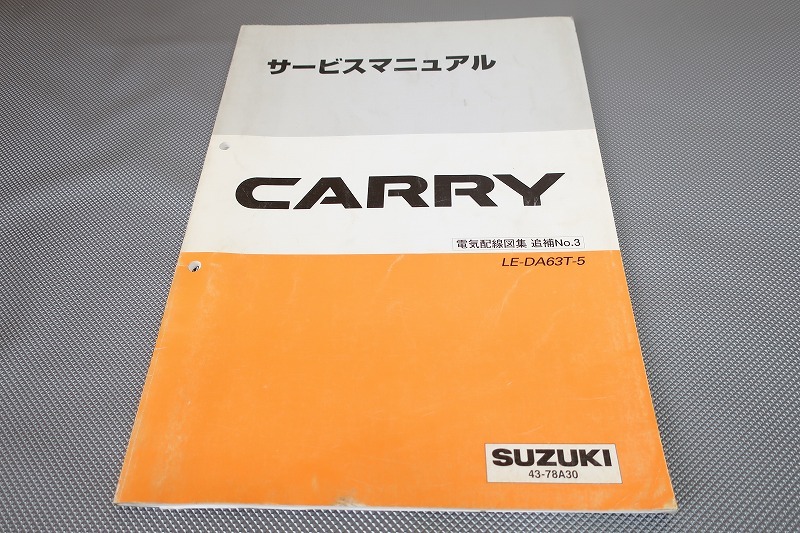 サービスマニュアル
CARRY
電気配線図集 追補No.3
LE-DA63T-5
SUZUKI
43-78A30